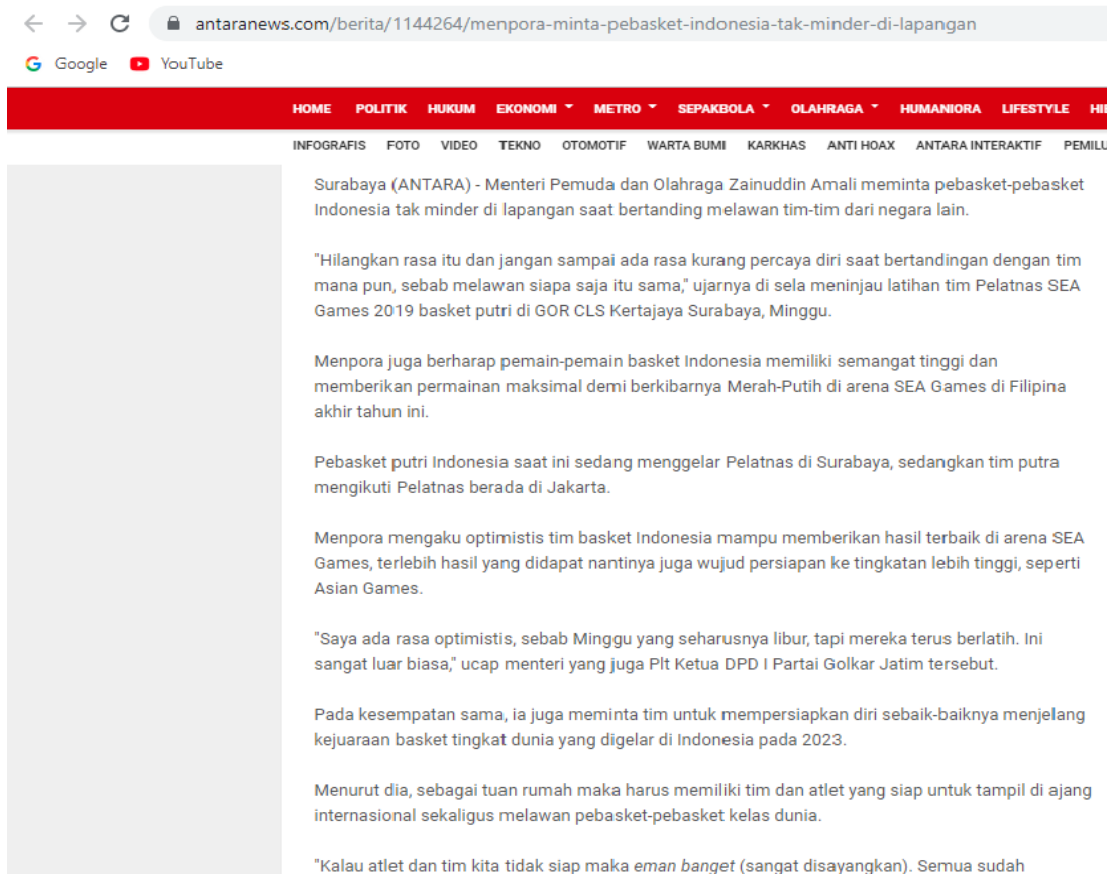 antaranews.com/berita/1144264/menpora-minta-pebasket-indonesia-tak-minder-di-lapangan
Google YouTube
HOME POLITIK HUKUM EKONOMI METRO SEPAKBOLA OLAHRAGA HUMANIORA LIFESTYLE
INFOGRAFIS FOTO VIDEO TEKNO OTOMOTIF WARTA BUMI KARKHAS ANTI HOAX ANTARA INTERAKTIF PEMILU
Surabaya (ANTARA) - Menteri Pemuda dan Olahraga Zainuddin Amali meminta pebasket-pebasket
Indonesia tak minder di lapangan saat bertanding melawan tim-tim dari negara lain.
"Hilangkan rasa itu dan jangan sampai ada rasa kurang percaya diri saat bertandingan dengan tim
mana pun, sebab melawan siapa saja itu sama," ujarnya di sela meninjau latihan tim Pelatnas SEA
Games 2019 basket putri di GOR CLS Kertajaya Surabaya, Minggu.
Menpora juga berharap pemain-pemain basket Indonesia memiliki semangat tinggi dan
memberikan permainan maksimal demi berkibarnya Merah-Putih di arena SEA Games di Filipina
akhir tahun ini.
Pebasket putri Indonesia saat ini sedang menggelar Pelatnas di Surabaya, sedangkan tim putra
mengikuti Pelatnas berada di Jakarta.
Menpora mengaku optimistis tim basket Indonesia mampu memberikan hasil terbaik di arena SEA
Games, terlebih hasil yang didapat nantinya juga wujud persiapan ke tingkatan lebih tinggi, seperti
Asian Games.
"Saya ada rasa optimistis, sebab Minggu yang seharusnya libur, tapi mereka terus berlatih. Ini
sangat luar biasa," ucap menteri yang juga Plt Ketua DPD I Partai Golkar Jatim tersebut.
Pada kesempatan sama, ia juga meminta tim untuk mempersiapkan diri sebaik-baiknya menjelang
kejuaraan basket tingkat dunia yang digelar di Indonesia pada 2023.
Menurut dia, sebagai tuan rumah maka harus memiliki tim dan atlet yang siap untuk tampil di ajang
internasional sekaligus melawan pebasket-pebasket kelas dunia.
"Kalau atlet dan tim kita tidak siap maka eman banget (sangat disayangkan). Semua sudah